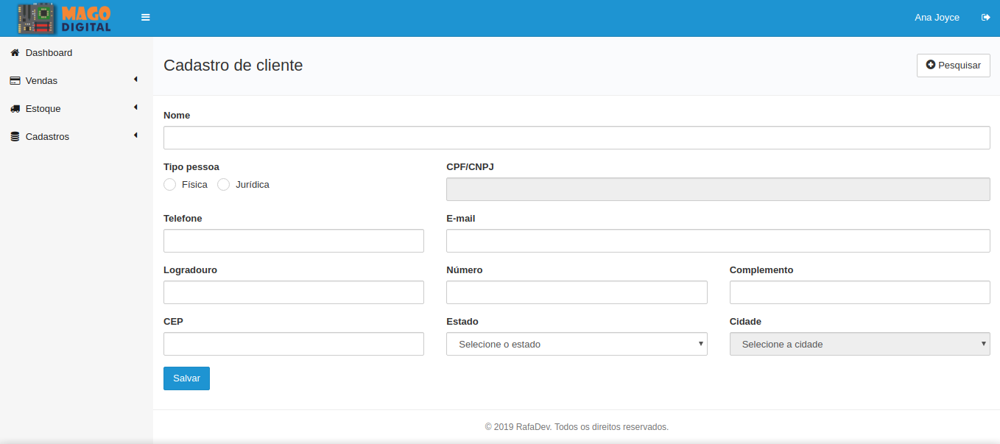 MAGO
DIGITAL
Ana Joyce
Dashboard
Vendas
Estoque
Cadastros
Cadastro de cliente
Pesquisar
Nome
Tipo pessoa
Física Jurídica
CPF/CNPJ
Telefone
E-mail
Logradouro
Número
Complemento
CEP
Estado
Selecione o estado
Cidade
Selecione a cidade
Salvar
© 2019 RafaDev. Todos os direitos reservados.